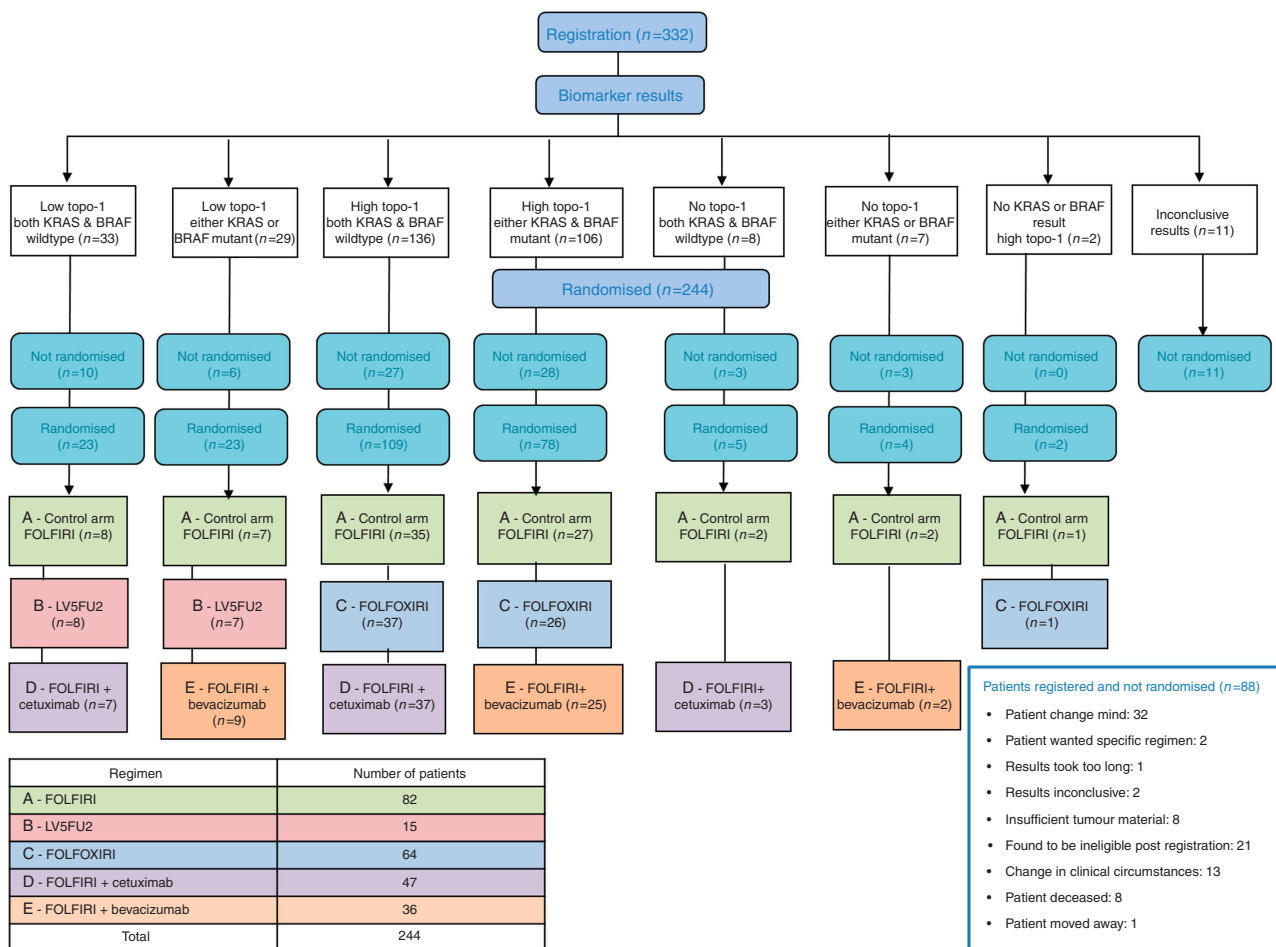 Registration (n=332)
Biomarker results
Low topo-1
both KRAS & BRAF
wildtype (n=33)
Low topo-1
either KRAS or
BRAF mutant (n=29)
High topo-1
both KRAS & BRAF
wildtype (n=136)
High topo-1
either KRAS & BRAF
mutant (n=106)
No topo-1
both KRAS & BRAF
wildtype (n=8)
No topo-1
either KRAS or BRAF
mutant (n=7)
No KRAS or BRAF
result
high topo-1 (n=2)
Inconclusive
results (n=11)
Randomised (n=244)
Not randomised
(n=10)
Not randomised
(n=6)
Not randomised
(n=27)
Not randomised
(n=28)
Not randomised
(n=3)
Not randomised
(n=3)
Not randomised
(n=0)
Not randomised
(n=11)
Randomised
(n=23)
Randomised
(n=23)
Randomised
(n=109)
Randomised
(n=78)
Randomised
(n=5)
Randomised
(n=4)
Randomised
(n=2)
A - Control arm
FOLFIRI (n=8)
A - Control arm
FOLFIRI (n=7)
A - Control arm
FOLFIRI (n=35)
A - Control arm
FOLFIRI (n=27)
A - Control arm
FOLFIRI (n=2)
A - Control arm
FOLFIRI (n=2)
A - Control arm
FOLFIRI (n=1)
B - LV5FU2
(n=8)
B - LV5FU2
(n=7)
C - FOLFOXIRI
(n=37)
C - FOLFOXIRI
(n=26)
C - FOLFOXIRI
(n=1)
D - FOLFIRI +
cetuximab (n=7)
E - FOLFIRI +
bevacizumab
(n=9)
D - FOLFIRI +
cetuximab (n=37)
E - FOLFIRI+
bevacizumab (n=25)
D - FOLFIRI+
cetuximab (n=3)
E - FOLFIRI+
bevacizumab (n=2)
Patients registered and not randomised (n=88)
• Patient change mind: 32
• Patient wanted specific regimen: 2
• Results took too long: 1
• Results inconclusive: 2
• Insufficient tumour material: 8
• Found to be ineligible post registration: 21
• Change in clinical circumstances: 13
• Patient deceased: 8
• Patient moved away: 1
Regimen Number of patients
A - FOLFIRI 82
B - LV5FU2 15
C - FOLFOXIRI 64
D - FOLFIRI + cetuximab 47
E - FOLFIRI + bevacizumab 36
Total 244